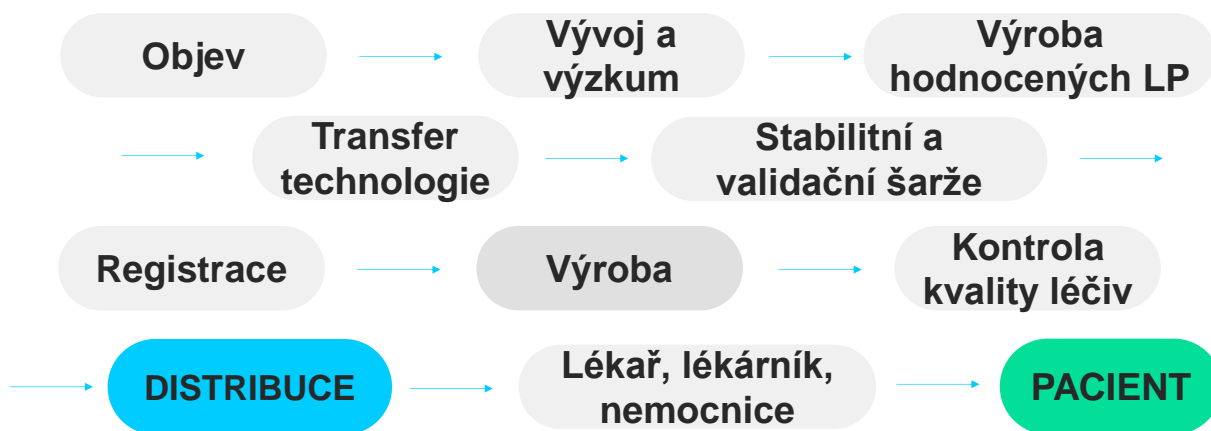 Objev
Vývoj a
výzkum
Výroba
hodnocených LP
Transfer
technologie
Stabilitní a
validační šarže
Registrace
Výroba
Kontrola
kvality léčiv
DISTRIBUCE
Lékař, lékárník,
nemocnice
PACIENT